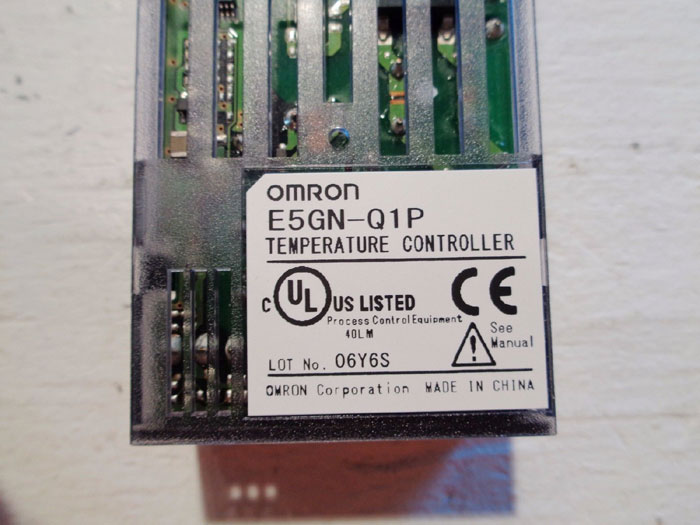 OMRON
E5GN-Q1P
TEMPERATURE CONTROLLER
C UL US LISTED CE
Process Control Equipment
40LM
See Manual
LOT No. 06Y6S
OMRON Corporation MADE IN CHINA